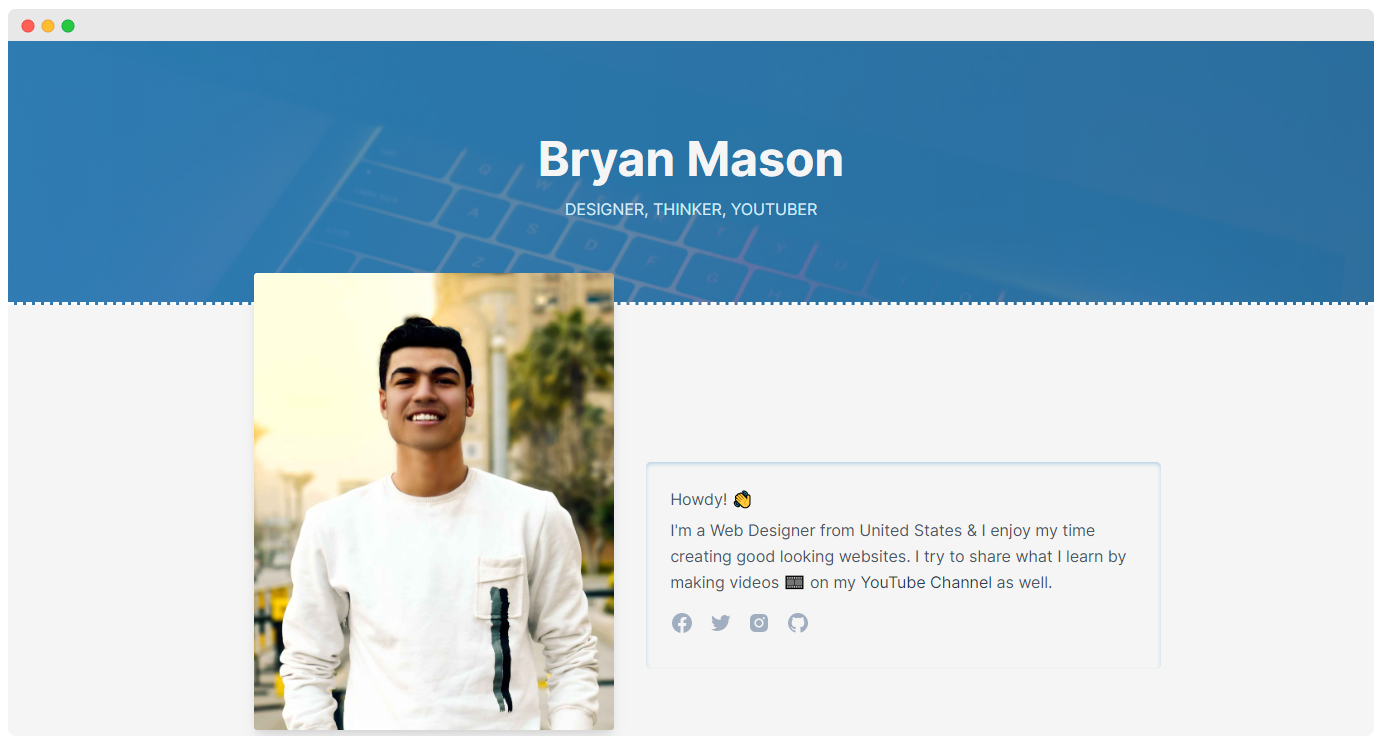 Bryan Mason
DESIGNER, THINKER, YOUTUBER
Howdy! 👋
I'm a Web Designer from United States & I enjoy my time
creating good looking websites. I try to share what I learn by
making videos 🎞️ on my YouTube Channel as well.